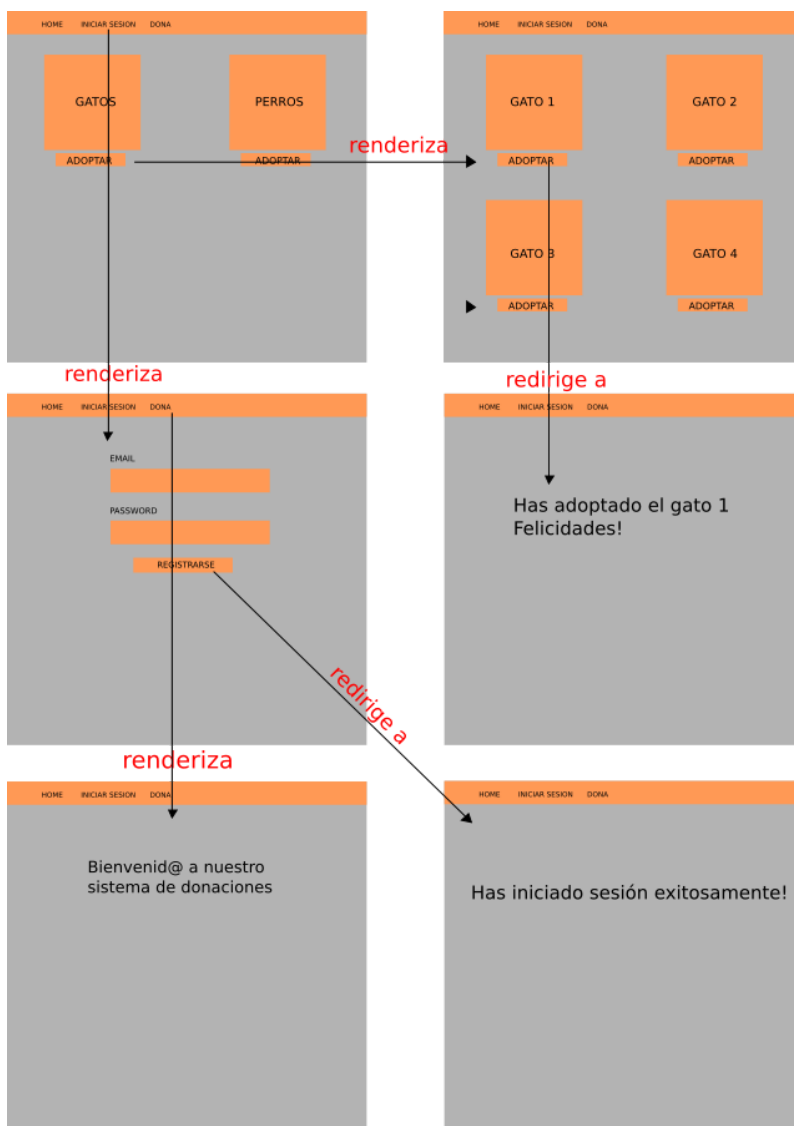 HOME INICIAR SESION DONA
GATOS PERROS
ADOPTAR ADOPTAR
renderiza
HOME INICIAR SESION DONA
GATO 1 GATO 2
ADOPTAR ADOPTAR
GATO 3 GATO 4
ADOPTAR ADOPTAR
renderiza
redirige a
HOME INICIAR SESION DONA
EMAIL
PASSWORD
REGISTRARSE
HOME INICIAR SESION DONA
Has adoptado el gato 1
Felicidades!
redirige a
renderiza
HOME INICIAR SESION DONA
Bienvenid@ a nuestro
sistema de donaciones
HOME INICIAR SESION DONA
Has iniciado sesión exitosamente!